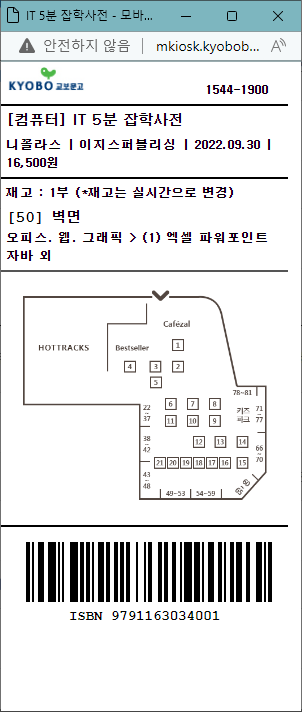 IT 5분 잡학사전 - 모바...
안전하지 않음
mkiosk.kyobob...
KYOBO 교보문고
1544-1900
[컴퓨터] IT 5분 잡학사전
니꼴라스 | 이지스퍼블리싱 | 2022.09.30 |
16,500원
재고 : 1부 (*재고는 실시간으로 변경)
[50] 벽면
오피스. 웹. 그래픽 > (1) 엑셀 파워포인트
자바 외
Cafézal
HOTTRACKS
Bestseller
1
4 3 2
5
78~81
6 7 8
22
~
37
키즈
파크
71
~
77
11 10 9
38
~
42
12 13 14
66
~
70
21 20 19 18 17 16 15
43
~
48
49~53 54~59
60~65
ISBN 9791163034001